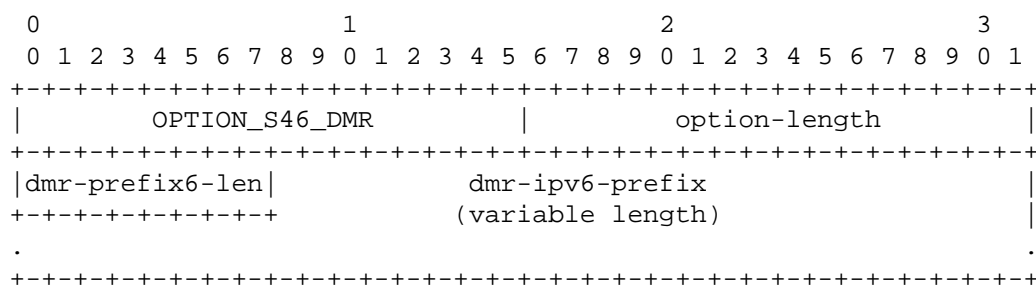 0                   1                   2                   3
 0 1 2 3 4 5 6 7 8 9 0 1 2 3 4 5 6 7 8 9 0 1 2 3 4 5 6 7 8 9 0 1
+-+-+-+-+-+-+-+-+-+-+-+-+-+-+-+-+-+-+-+-+-+-+-+-+-+-+-+-+-+-+-+-+
|        OPTION_S46_DMR         |         option-length         |
+-+-+-+-+-+-+-+-+-+-+-+-+-+-+-+-+-+-+-+-+-+-+-+-+-+-+-+-+-+-+-+-+
|dmr-prefix6-len|            dmr-ipv6-prefix                    |
+-+-+-+-+-+-+-+-+           (variable length)                   |
.                                                               .
+-+-+-+-+-+-+-+-+-+-+-+-+-+-+-+-+-+-+-+-+-+-+-+-+-+-+-+-+-+-+-+-+